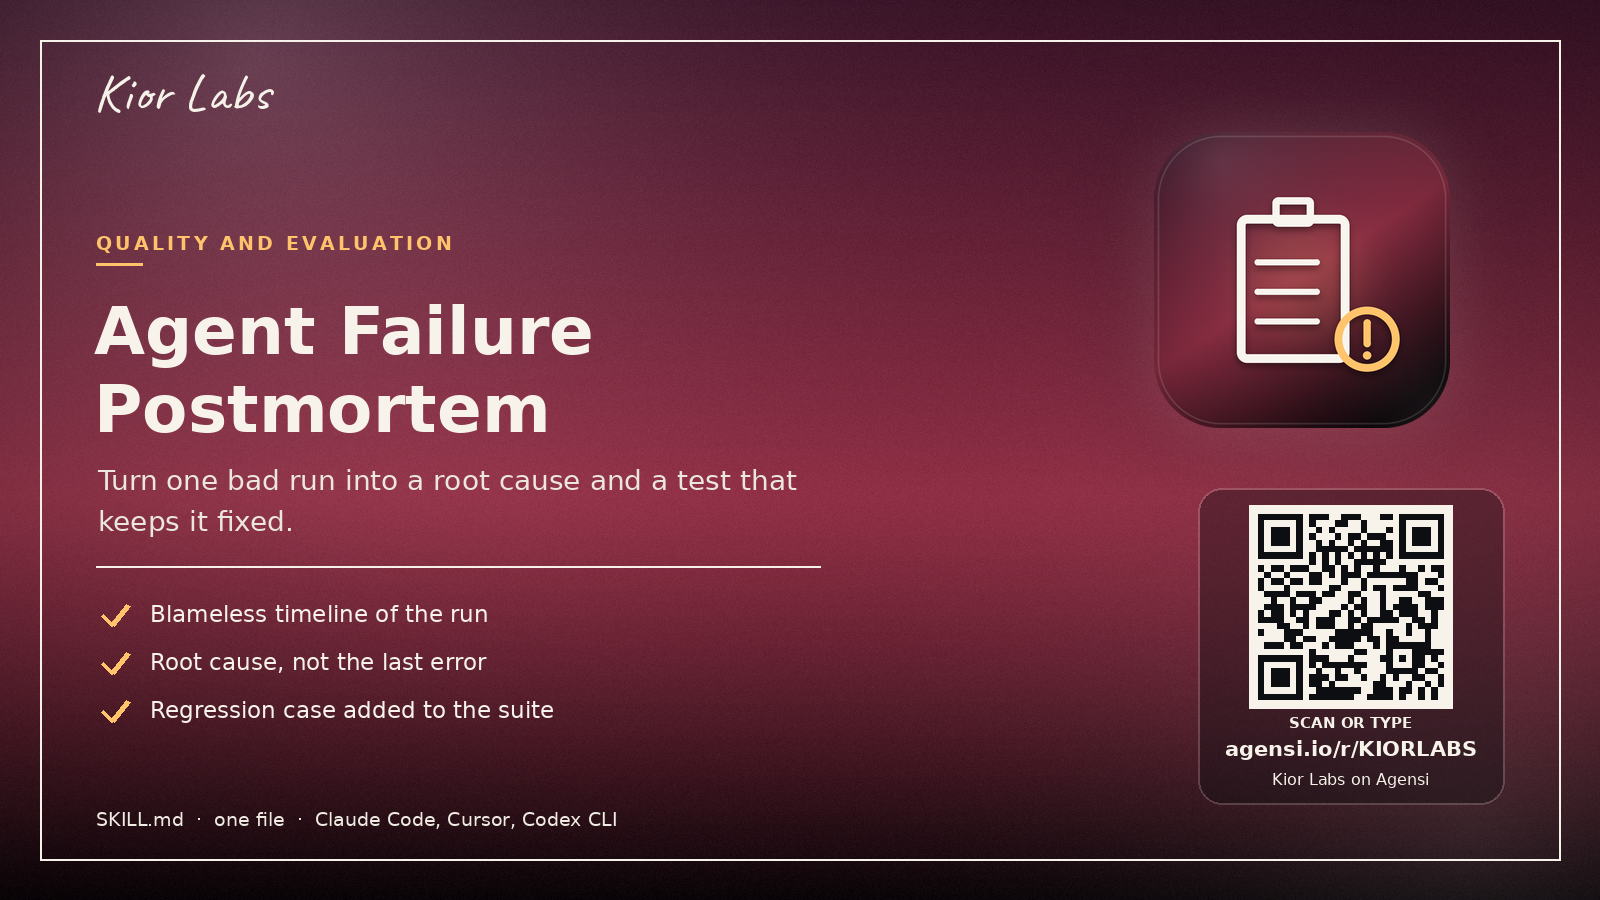 Kior Labs
QUALITY AND EVALUATION
Agent Failure
Postmortem
Turn one bad run into a root cause and a test that
keeps it fixed.
Blameless timeline of the run
Root cause, not the last error
Regression case added to the suite
SKILL.md · one file · Claude Code, Cursor, Codex CLI
SCAN OR TYPE
agensi.io/r/KIORLABS
Kior Labs on Agensi